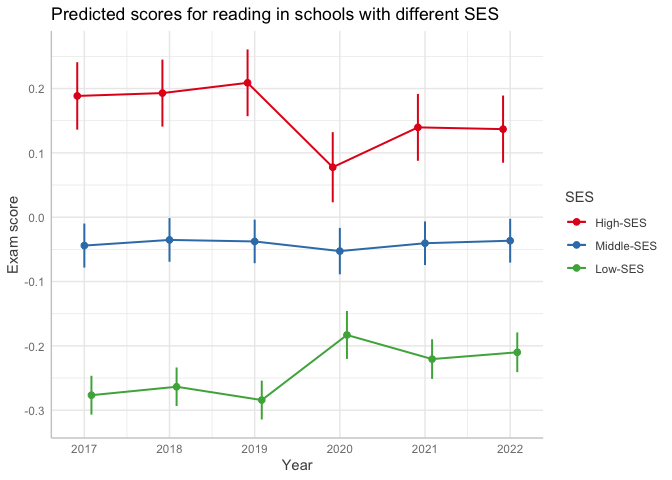 Predicted scores for reading in schools with different SES
0.2
0.1
0.0
-0.1
-0.2
-0.3
Exam score
2017 2018 2019 2020 2021 2022
Year
SES
High-SES
Middle-SES
Low-SES